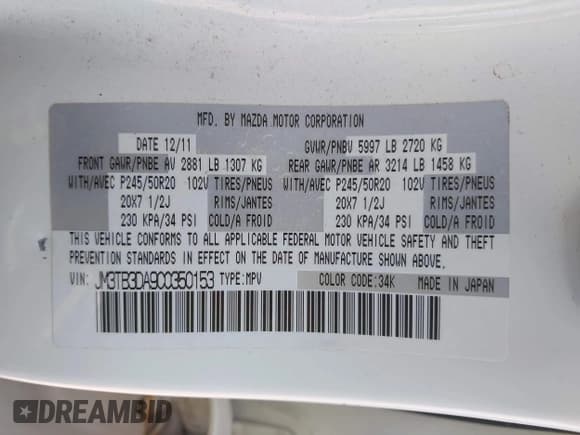 MFD. BY MAZDA MOTOR CORPORATION
DATE 12/11 GVWR/PNBV 5997 LB 2720 KG
FRONT GAWR/PNBE AV 2881 LB 1307 KG REAR GAWR/PNBE AR 3214 LB 1458 KG
WITH/AVEC P245/50R20 102V TIRES/PNEUS WITH/AVEC P245/50R20 102V TIRES/PNEUS
20X7 1/2J RIMS/JANTES 20X7 1/2J RIMS/JANTES
230 KPA/34 PSI COLD/A FROID 230 KPA/34 PSI COLD/A FROID
THIS VEHICLE CONFORMS TO ALL APPLICABLE FEDERAL MOTOR VEHICLE SAFETY AND THEFT
PREVENTION STANDARDS IN EFFECT ON THE DATE OF MANUFACTURE SHOWN ABOVE.
VIN: JM3TB3DA9C0350153 TYPE:MPV COLOR CODE:34K MADE IN JAPAN
DREAMBID